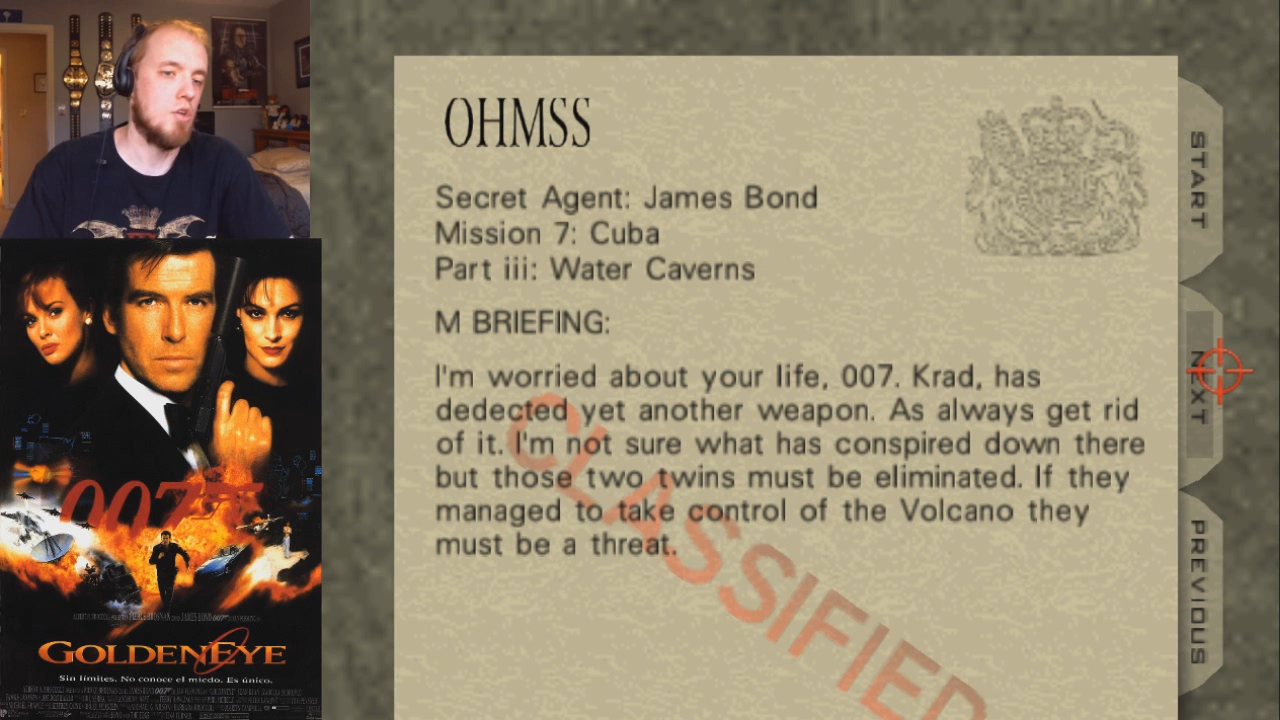 OHMSS
Secret Agent: James Bond
Mission 7: Cuba
Part iii: Water Caverns
M BRIEFING:
I'm worried about your life, 007. Krad, has
dedected yet another weapon. As always get rid
of it. I'm not sure what has conspired down there
but those two twins must be eliminated. If they
managed to take control of the Volcano they
must be a threat.
CLASSIFIED
START
NEXT
PREVIOUS
007
GOLDENEYE
Sin límites. No conoce el miedo. Es único.